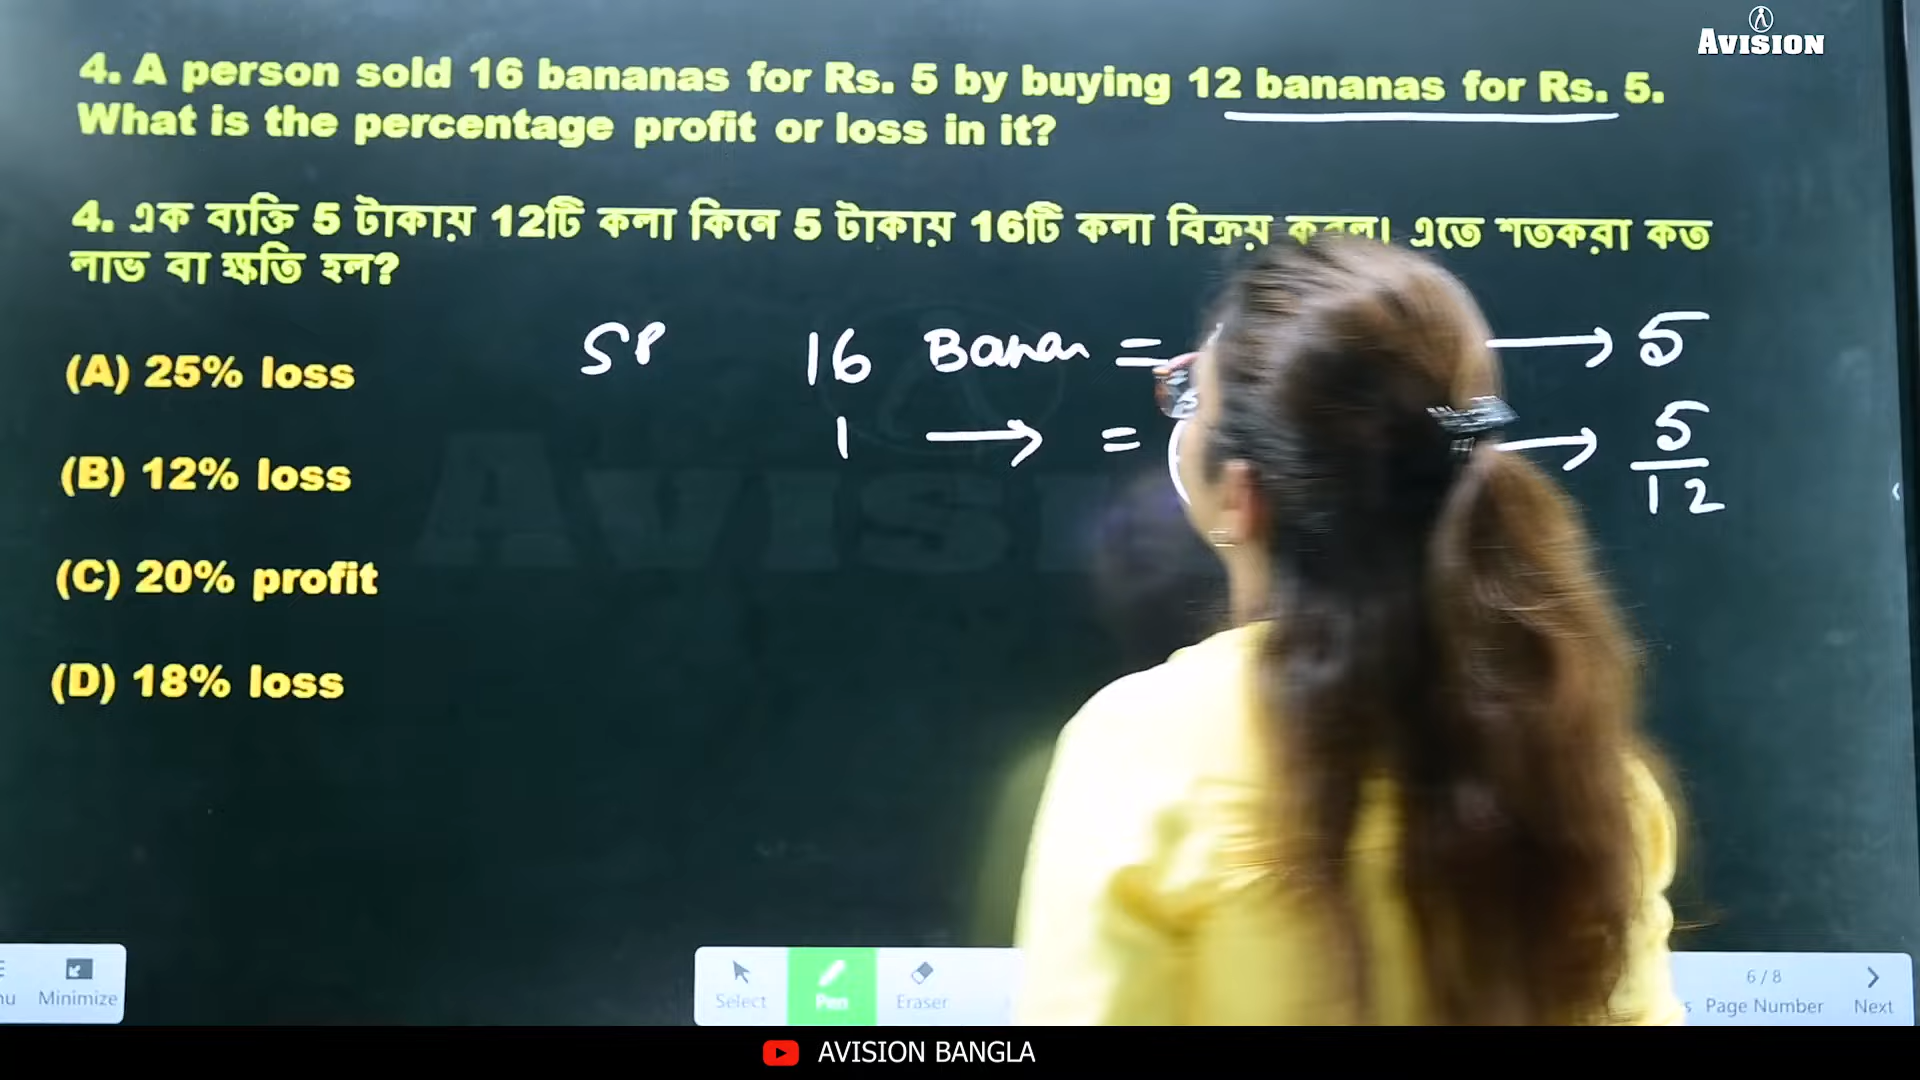 AVISION
4. A person sold 16 bananas for Rs. 5 by buying 12 bananas for Rs. 5.
What is the percentage profit or loss in it?
4. এক ব্যক্তি 5 টাকায় 12টি কলা কিনে 5 টাকায় 16টি কলা বিক্রয় করল। এতে শতকরা কত
লাভ বা ক্ষতি হল?
SP 16 Banan = → 5
1 → = → 5/12
(A) 25% loss
(B) 12% loss
(C) 20% profit
(D) 18% loss
AVIS
Minimize
Select
Pen
Eraser
6 / 8
Page Number
Next
AVISION BANGLA